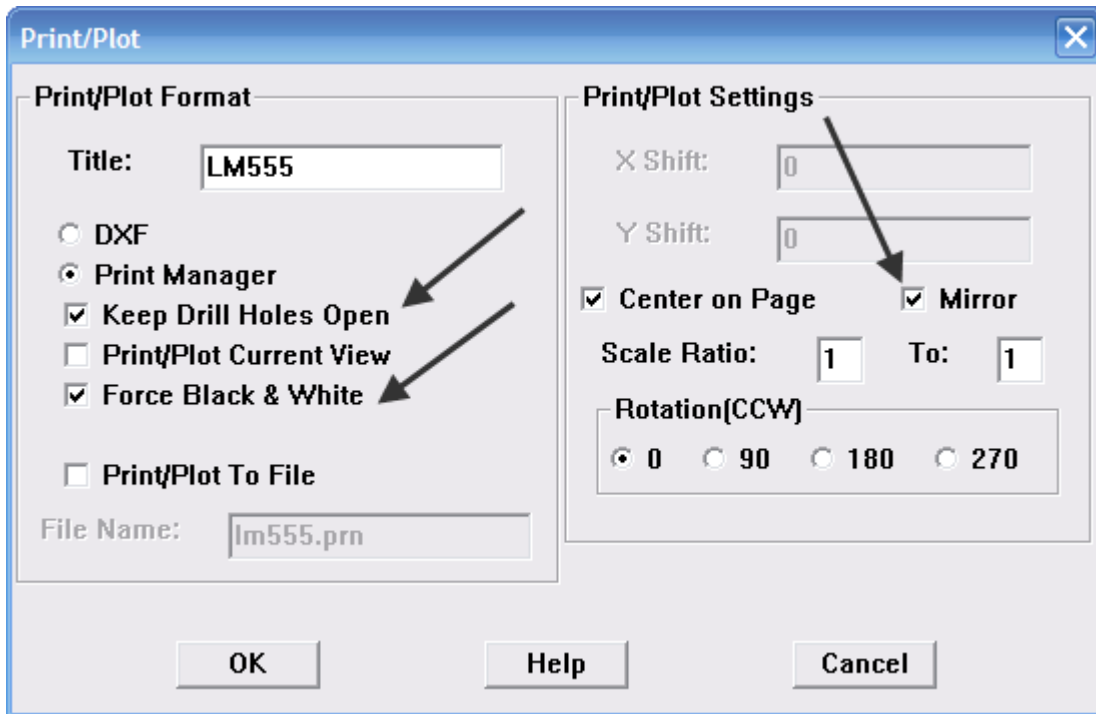 Print/Plot
Print/Plot Format
Title: LM555
DXF
Print Manager
Keep Drill Holes Open
Print/Plot Current View
Force Black & White
Print/Plot To File
File Name: lm555.prn
Print/Plot Settings
X Shift: 0
Y Shift: 0
Center on Page Mirror
Scale Ratio: 1 To: 1
Rotation(CCW)
0 90 180 270
OK Help Cancel